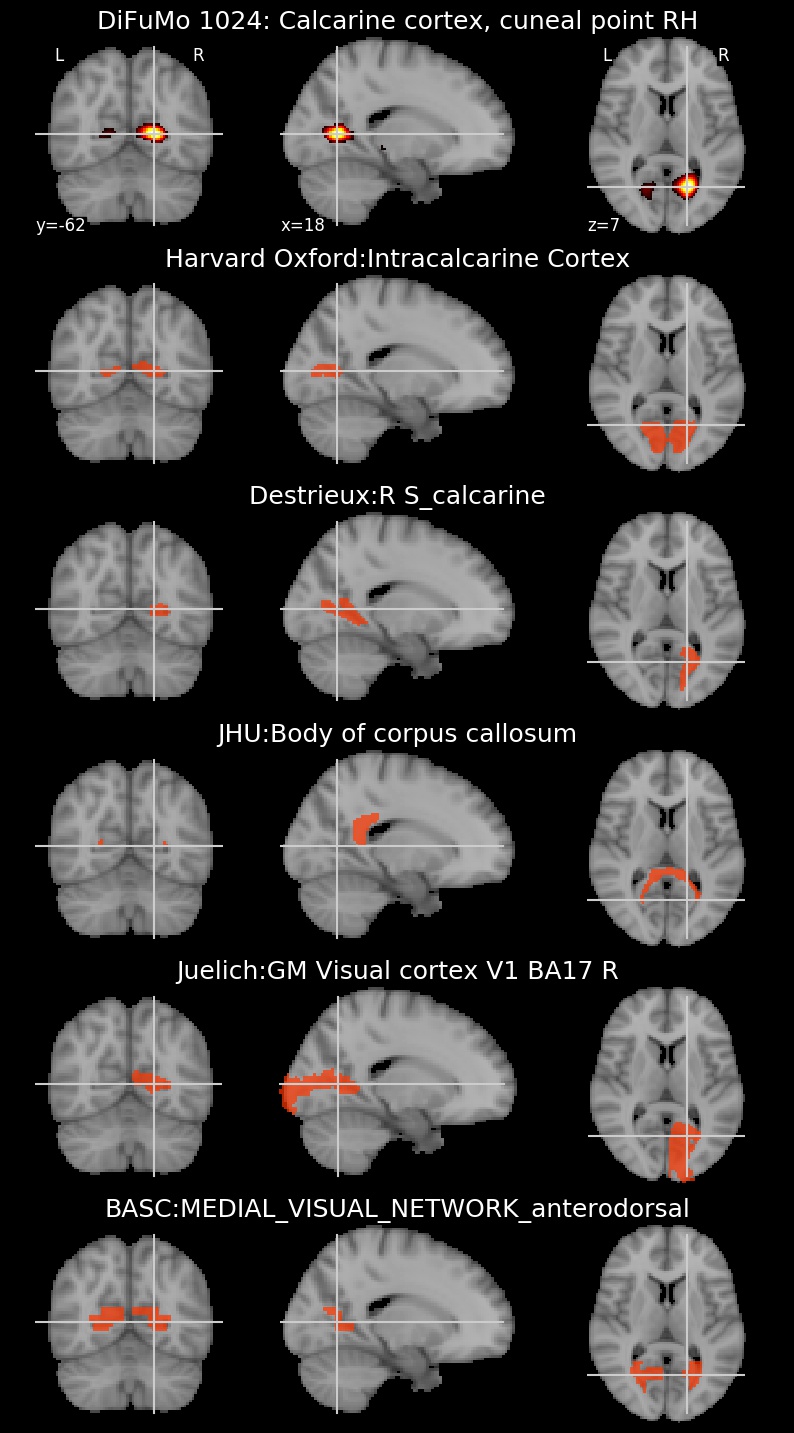 DiFuMo 1024: Calcarine cortex, cuneal point RH
L R L R
y=-62 x=18 z=7
Harvard Oxford:Intracalcarine Cortex
Destrieux:R S_calcarine
JHU:Body of corpus callosum
Juelich:GM Visual cortex V1 BA17 R
BASC:MEDIAL_VISUAL_NETWORK_anterodorsal